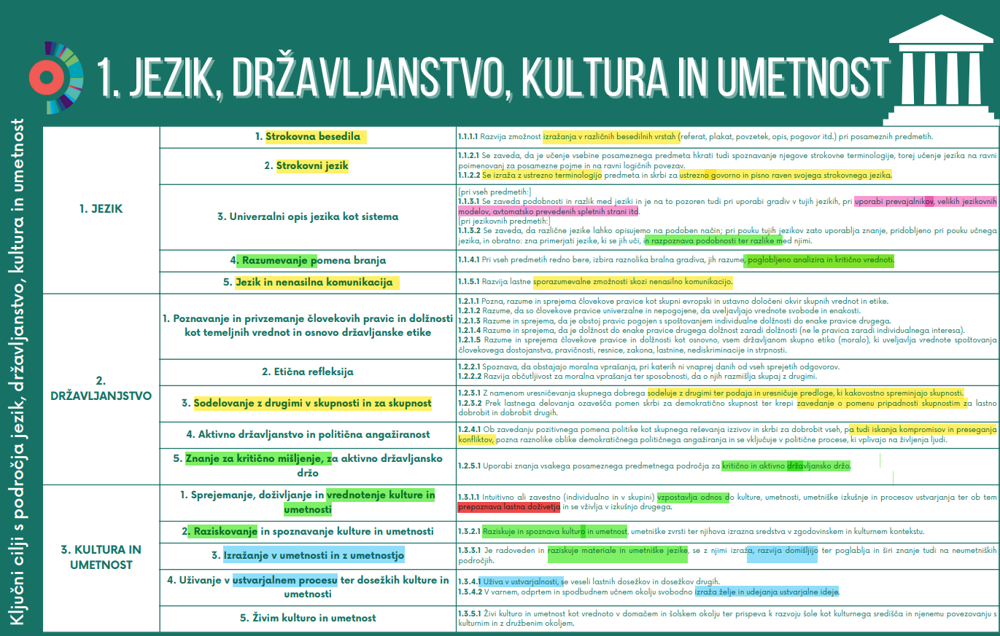 1. JEZIK, DRŽAVLJANSTVO, KULTURA IN UMETNOST
Ključni cilji s področja jezik, državljanstvo, kultura in umetnost
1. JEZIK
1. Strokovna besedila
1.1.1.1 Razvija zmožnost izražanja v različnih besedilnih vrstah (referat, plakat, povzetek, opis, pogovor itd.) pri posameznih predmetih.
2. Strokovni jezik
1.1.2.1 Se zaveda, da je učenje vsebine posameznega predmeta hkrati tudi spoznavanje njegove strokovne terminologije, torej učenje jezika na ravni
poimenovanj za posamezne pojme in na ravni logičnih povezav.
1.1.2.2 Se izraža z ustrezno terminologijo predmeta in skrbi za ustrezno govorno in pisno raven svojega strokovnega jezika.
3. Univerzalni opis jezika kot sistema
[pri vseh predmetih:]
1.1.3.1 Se zaveda podobnosti in razlik med jeziki in je na to pozoren tudi pri uporabi gradiv v tujih jezikih, pri uporabi prevajalnikov, velikih jezikovnih
modelov, avtomatsko prevedenih spletnih strani itd.
[pri jezikovnih predmetih:]
1.1.3.2 Se zaveda, da različne jezike lahko opisujemo na podoben način; pri pouku tujih jezikov zato uporablja znanje, pridobljeno pri pouku učnega
jezika, in obratno: zna primerjati jezike, ki se jih uči, in razpoznava podobnosti ter razlike med njimi.
4. Razumevanje pomena branja
1.1.4.1 Pri vseh predmetih redno bere, izbira raznolika bralna gradiva, jih razume, poglobljeno analizira in kritično vrednoti.
5. Jezik in nenasilna komunikacija
1.1.5.1 Razvija lastne sporazumevalne zmožnosti skozi nenasilno komunikacijo.
2.
DRŽAVLJANJSTVO
1. Poznavanje in privzemanje človekovih pravic in dolžnosti
kot temeljnih vrednot in osnovo državljanske etike
1.2.1.1 Pozna, razume in sprejema človekove pravice kot skupni evropski in ustavno določeni okvir skupnih vrednot in etike.
1.2.1.2 Razume, da so človekove pravice univerzalne in nepogojene, da uveljavljajo vrednote svobode in enakosti.
1.2.1.3 Razume in sprejema, da je obstoj pravic pogojen s spoštovanjem individualne dolžnosti do enake pravice drugega.
1.2.1.4 Razume in sprejema, da je dolžnost do enake pravice drugega dolžnost zaradi dolžnosti (ne le pravica zaradi individualnega interesa).
1.2.1.5 Razume in sprejema človekove pravice in dolžnosti kot osnovno, vsem državljanom skupno etiko (moralo), ki uveljavlja vrednote spoštovanja
človekovega dostojanstva, pravičnosti, resnice, zakona, lastnine, nediskriminacije in strpnosti.
2. Etična refleksija
1.2.2.1 Spoznava, da obstajajo moralna vprašanja, pri katerih ni vnaprej danih od vseh sprejetih odgovorov.
1.2.2.2 Razvija občutljivost za moralna vprašanja ter sposobnosti, da o njih razmišlja skupaj z drugimi.
3. Sodelovanje z drugimi v skupnosti in za skupnost
1.2.3.1 Z namenom uresničevanja skupnega dobrega sodeluje z drugimi ter podaja in uresničuje predloge, ki kakovostno spreminjajo skupnosti.
1.2.3.2 Prek lastnega delovanja ozavešča pomen skrbi za demokratično skupnost ter krepi zavedanje o pomenu pripadnosti skupnostim za lastno
dobrobit in dobrobit drugih.
4. Aktivno državljanstvo in politična angažiranost
1.2.4.1 Ob zavedanju pozitivnega pomena politike kot skupnega reševanja izzivov in skrbi za dobrobit vseh, pa tudi iskanja kompromisov in preseganja
konfliktov, pozna raznolike oblike demokratičnega političnega angažiranja in se vključuje v politične procese, ki vplivajo na življenja ljudi.
5. Znanje za kritično mišljenje, za aktivno državljansko
držo
1.2.5.1 Uporabi znanja vsakega posameznega predmetnega področja za kritično in aktivno državljansko držo.
3. KULTURA IN
UMETNOST
1. Sprejemanje, doživljanje in vrednotenje kulture in
umetnosti
1.3.1.1 Intuitivno ali zavestno (individualno in v skupini) vzpostavlja odnos do kulture, umetnosti, umetniške izkušnje in procesov ustvarjanja ter ob tem
prepoznava lastna doživetja in se vživlja v izkušnjo drugega.
2. Raziskovanje in spoznavanje kulture in umetnosti
1.3.2.1 Raziskuje in spoznava kulturo in umetnost, umetniške zvrsti ter njihova izrazna sredstva v zgodovinskem in kulturnem kontekstu.
3. Izražanje v umetnosti in z umetnostjo
1.3.3.1 Je radoveden in raziskuje materiale in umetniške jezike, se z njimi izraža, razvija domišljijo ter poglablja in širi znanje tudi na neumetniških
področjih.
4. Uživanje v ustvarjalnem procesu ter dosežkih kulture in
umetnosti
1.3.4.1 Uživa v ustvarjalnosti, se veseli lastnih dosežkov in dosežkov drugih.
1.3.4.2 V varnem, odprtem in spodbudnem učnem okolju svobodno izraža želje in udejanja ustvarjalne ideje.
5. Živim kulturo in umetnost
1.3.5.1 Živi kulturo in umetnost kot vrednoto v domačem in šolskem okolju ter prispeva k razvoju šole kot kulturnega središča in njenemu povezovanju s
kulturnim in z družbenim okoljem.